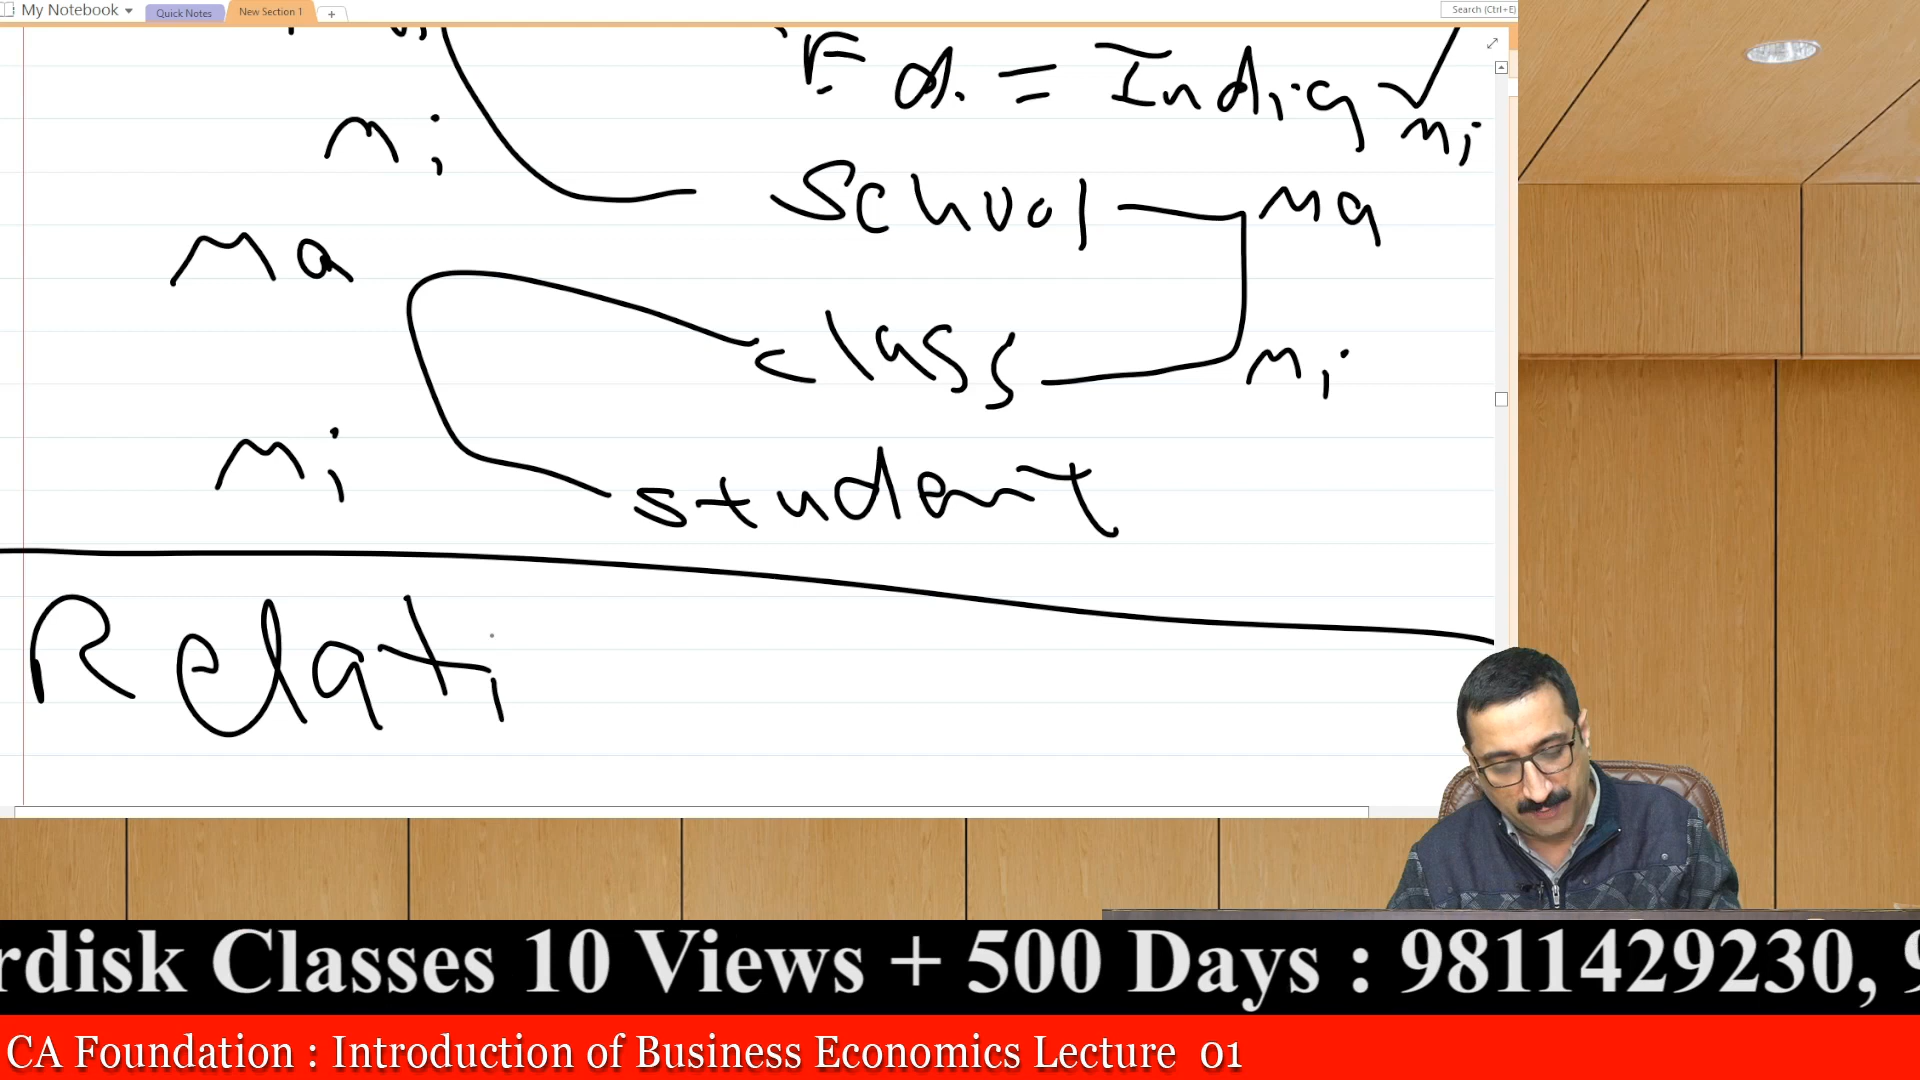 My Notebook Quick Notes New Section 1 + Search (Ctrl+E)
Ed. = India ✓
Mi Mi
School Ma
Ma
class Mi
Mi student
Relati
rdisk Classes 10 Views + 500 Days : 9811429230, 9
CA Foundation : Introduction of Business Economics Lecture 01